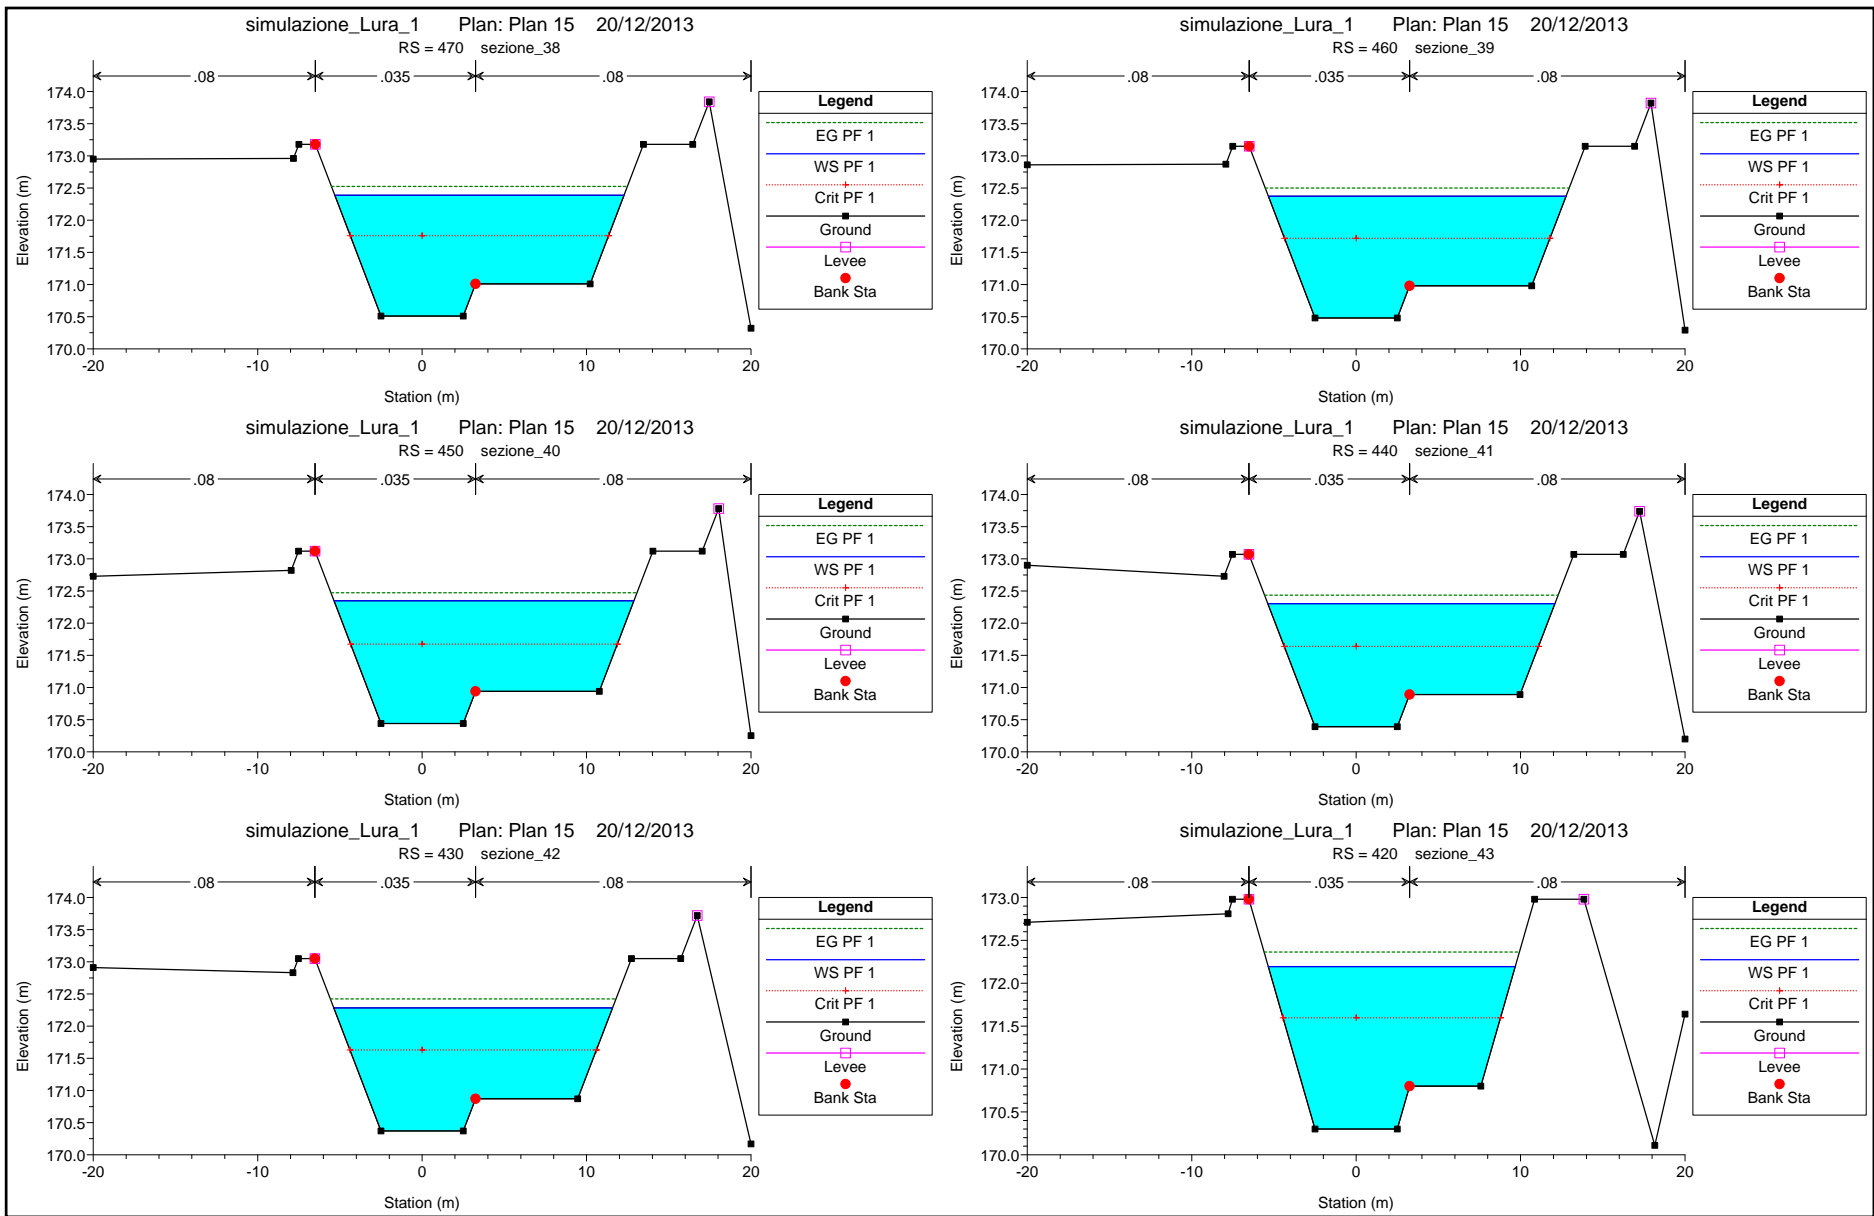 simulazione_Lura_1 Plan: Plan 15 20/12/2013
RS = 470 sezione_38
.08 .035 .08
174.0
173.5
173.0
172.5
172.0
171.5
171.0
170.5
170.0
-20 -10 0 10 20
Station (m)
Elevation (m)
Legend
EG PF 1
WS PF 1
Crit PF 1
Ground
Levee
Bank Sta
simulazione_Lura_1 Plan: Plan 15 20/12/2013
RS = 460 sezione_39
.08 .035 .08
174.0
173.5
173.0
172.5
172.0
171.5
171.0
170.5
170.0
-20 -10 0 10 20
Station (m)
Elevation (m)
Legend
EG PF 1
WS PF 1
Crit PF 1
Ground
Levee
Bank Sta
simulazione_Lura_1 Plan: Plan 15 20/12/2013
RS = 450 sezione_40
.08 .035 .08
174.0
173.5
173.0
172.5
172.0
171.5
171.0
170.5
170.0
-20 -10 0 10 20
Station (m)
Elevation (m)
Legend
EG PF 1
WS PF 1
Crit PF 1
Ground
Levee
Bank Sta
simulazione_Lura_1 Plan: Plan 15 20/12/2013
RS = 440 sezione_41
.08 .035 .08
174.0
173.5
173.0
172.5
172.0
171.5
171.0
170.5
170.0
-20 -10 0 10 20
Station (m)
Elevation (m)
Legend
EG PF 1
WS PF 1
Crit PF 1
Ground
Levee
Bank Sta
simulazione_Lura_1 Plan: Plan 15 20/12/2013
RS = 430 sezione_42
.08 .035 .08
174.0
173.5
173.0
172.5
172.0
171.5
171.0
170.5
170.0
-20 -10 0 10 20
Station (m)
Elevation (m)
Legend
EG PF 1
WS PF 1
Crit PF 1
Ground
Levee
Bank Sta
simulazione_Lura_1 Plan: Plan 15 20/12/2013
RS = 420 sezione_43
.08 .035 .08
173.0
172.5
172.0
171.5
171.0
170.5
170.0
-20 -10 0 10 20
Station (m)
Elevation (m)
Legend
EG PF 1
WS PF 1
Crit PF 1
Ground
Levee
Bank Sta